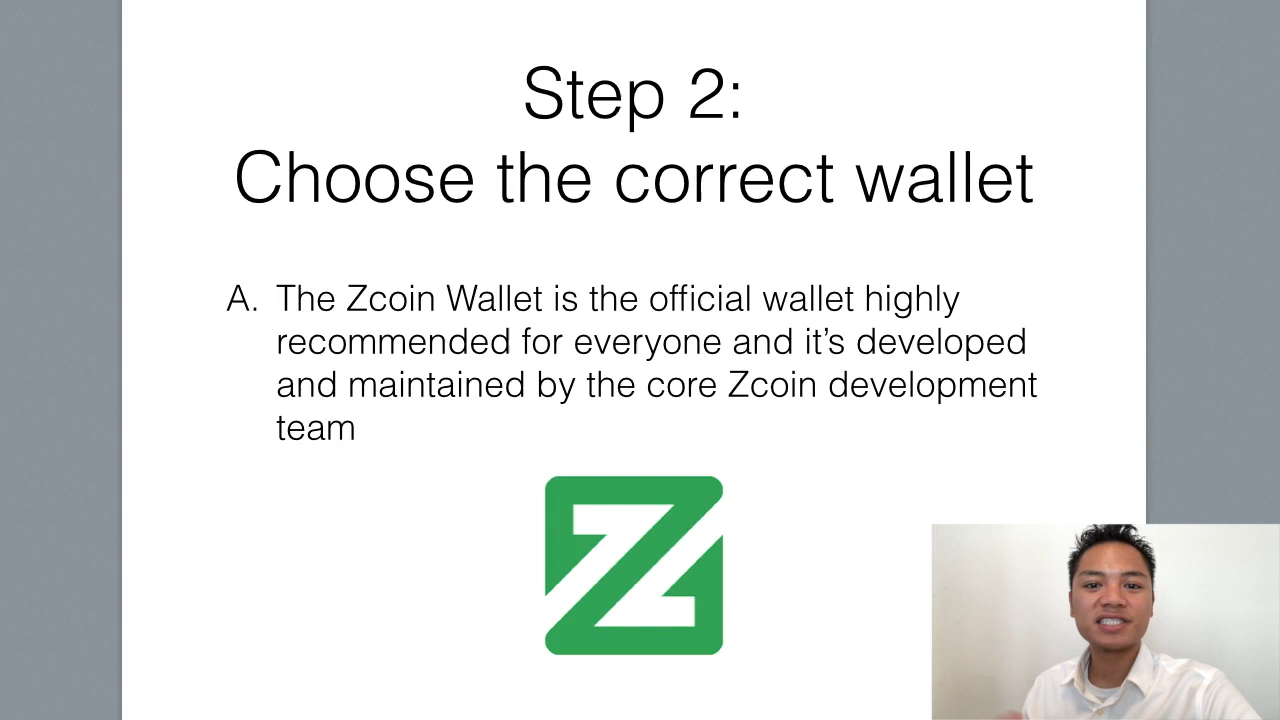 Step 2:
Choose the correct wallet
A. The Zcoin Wallet is the official wallet highly
recommended for everyone and it’s developed
and maintained by the core Zcoin development
team